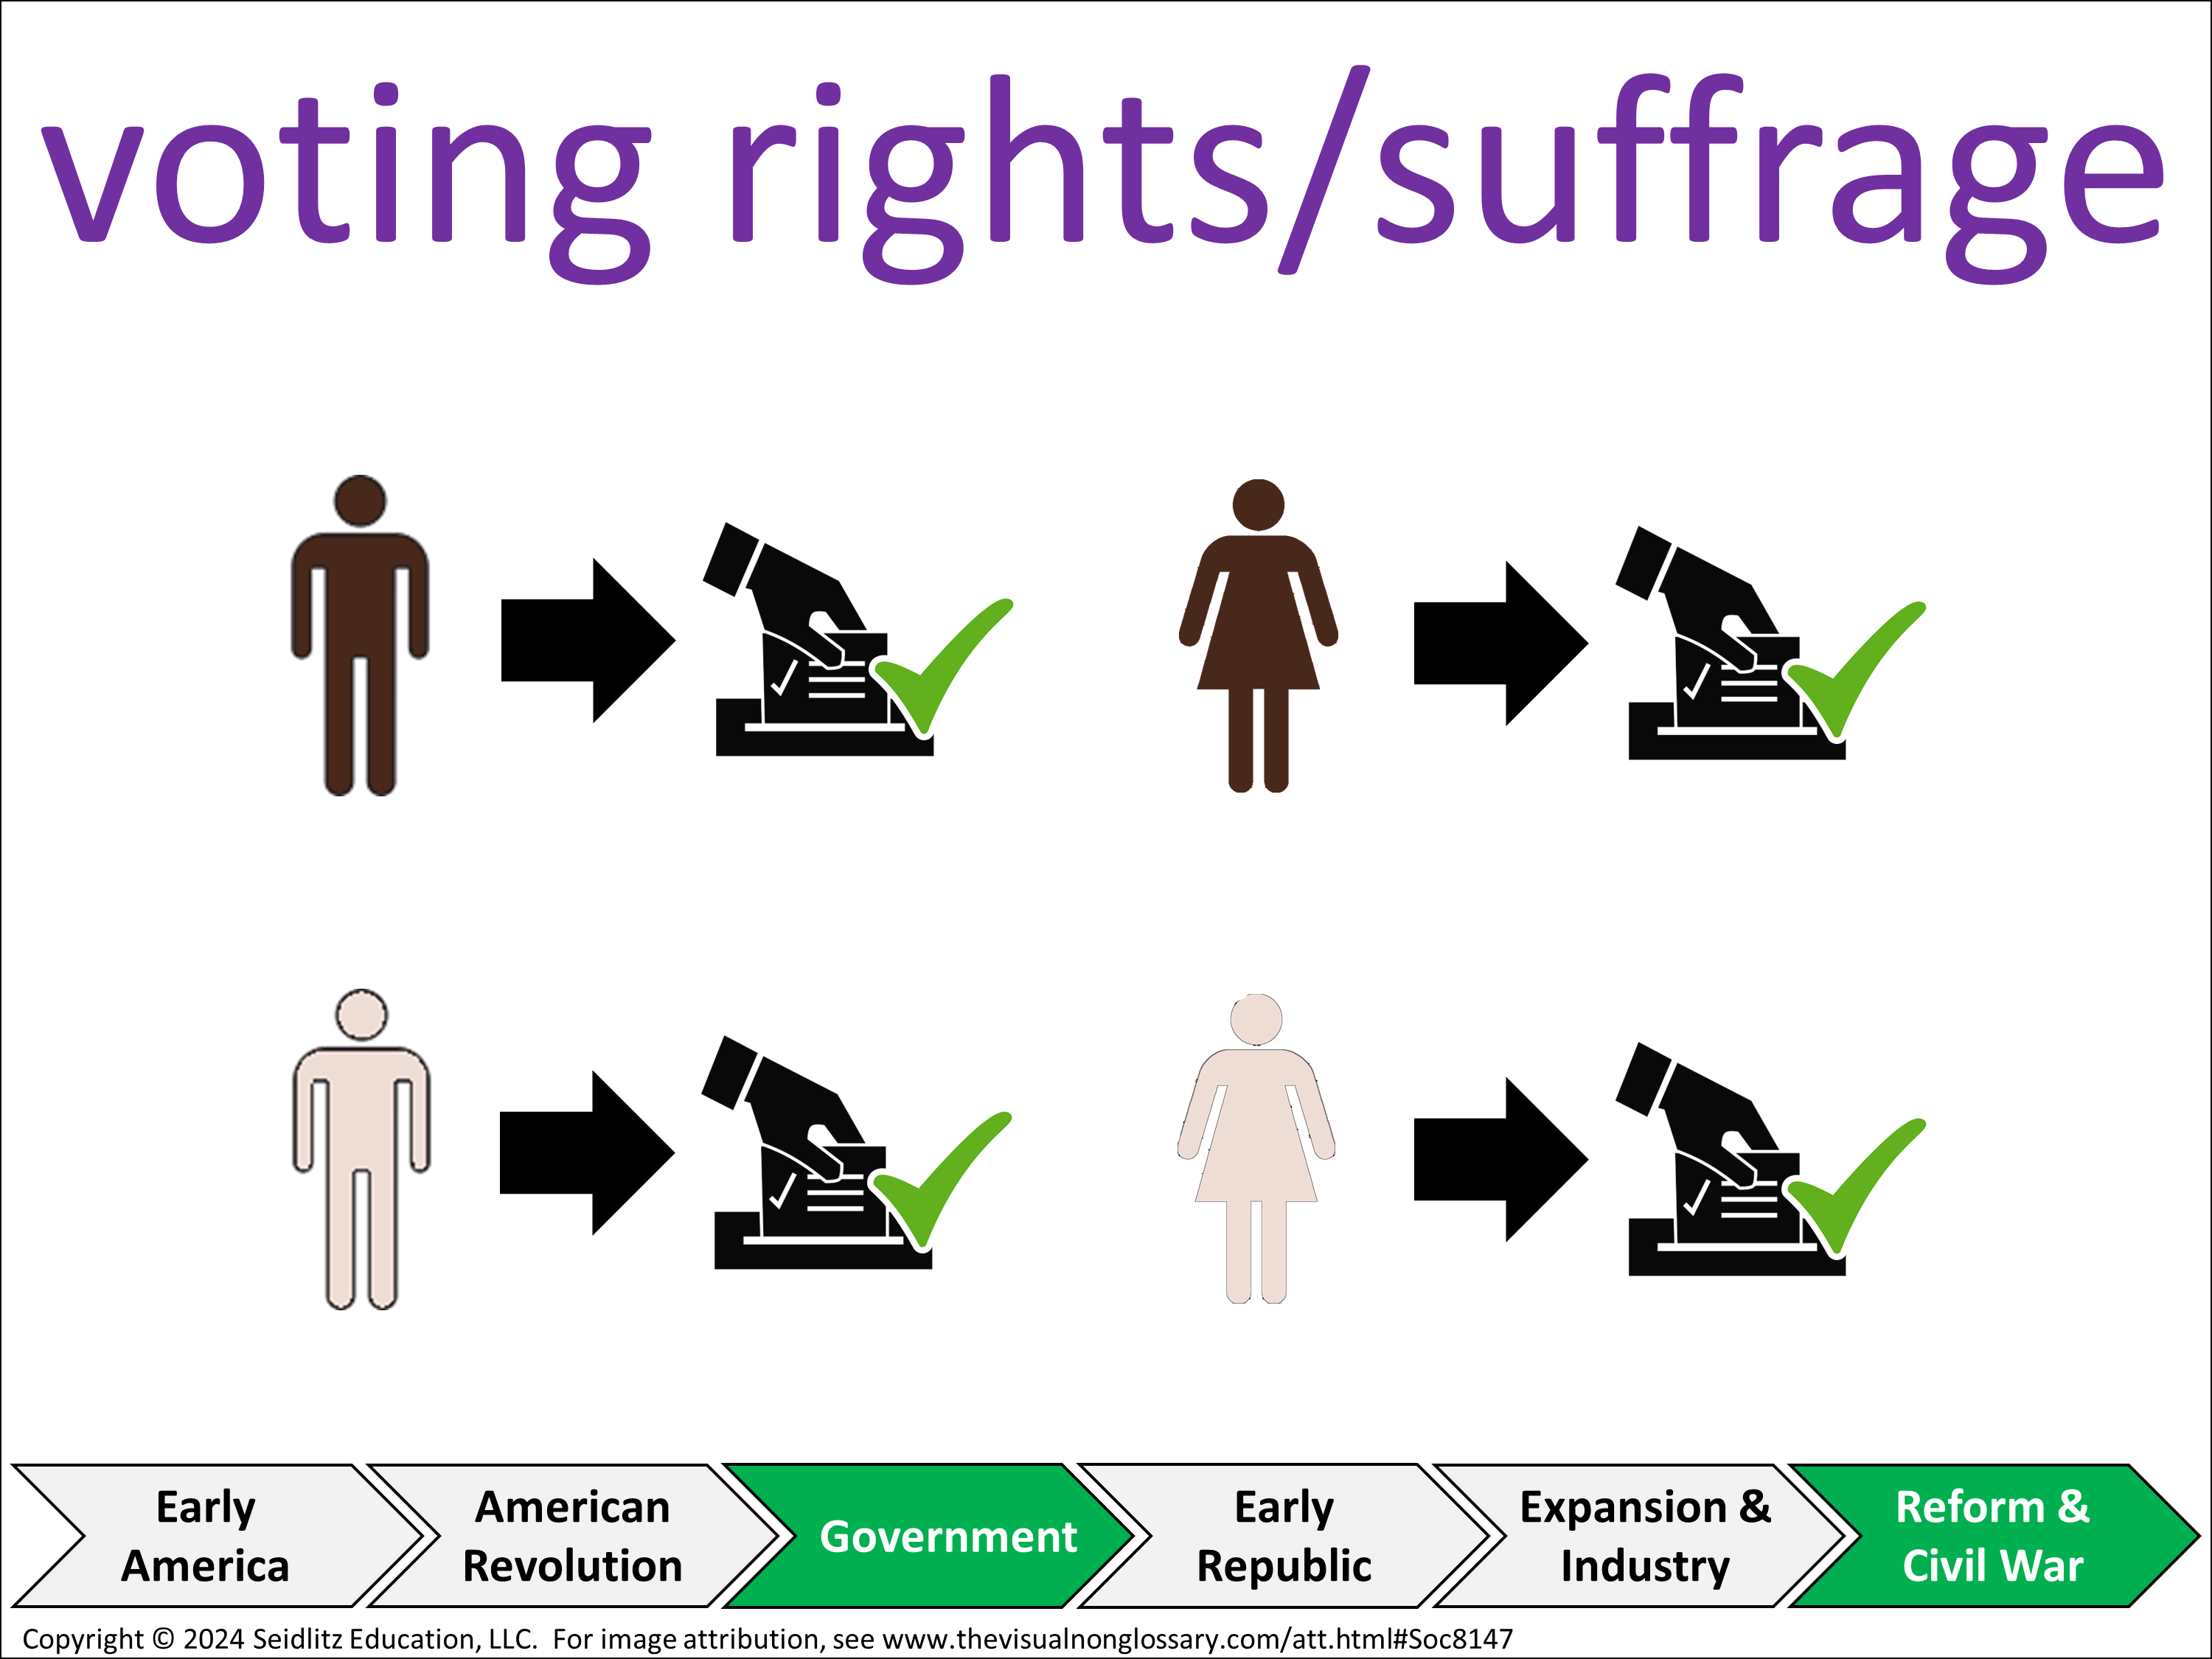 voting rights/suffrage
Early
America
American
Revolution
Government
Early
Republic
Expansion &
Industry
Reform &
Civil War
Copyright © 2024 Seidlitz Education, LLC.  For image attribution, see www.thevisualnonglossary.com/att.html#Soc8147